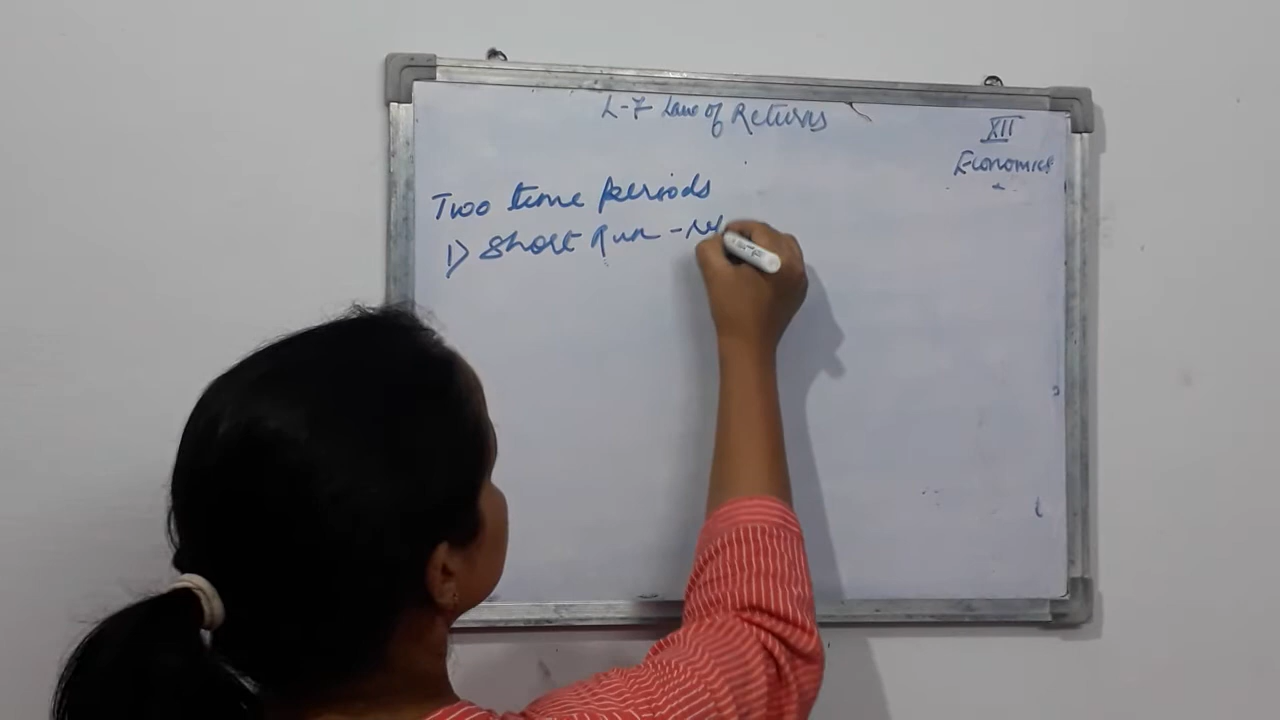 L-7 Law of Returns
XII
Economics
Two time periods
1) Short Run -